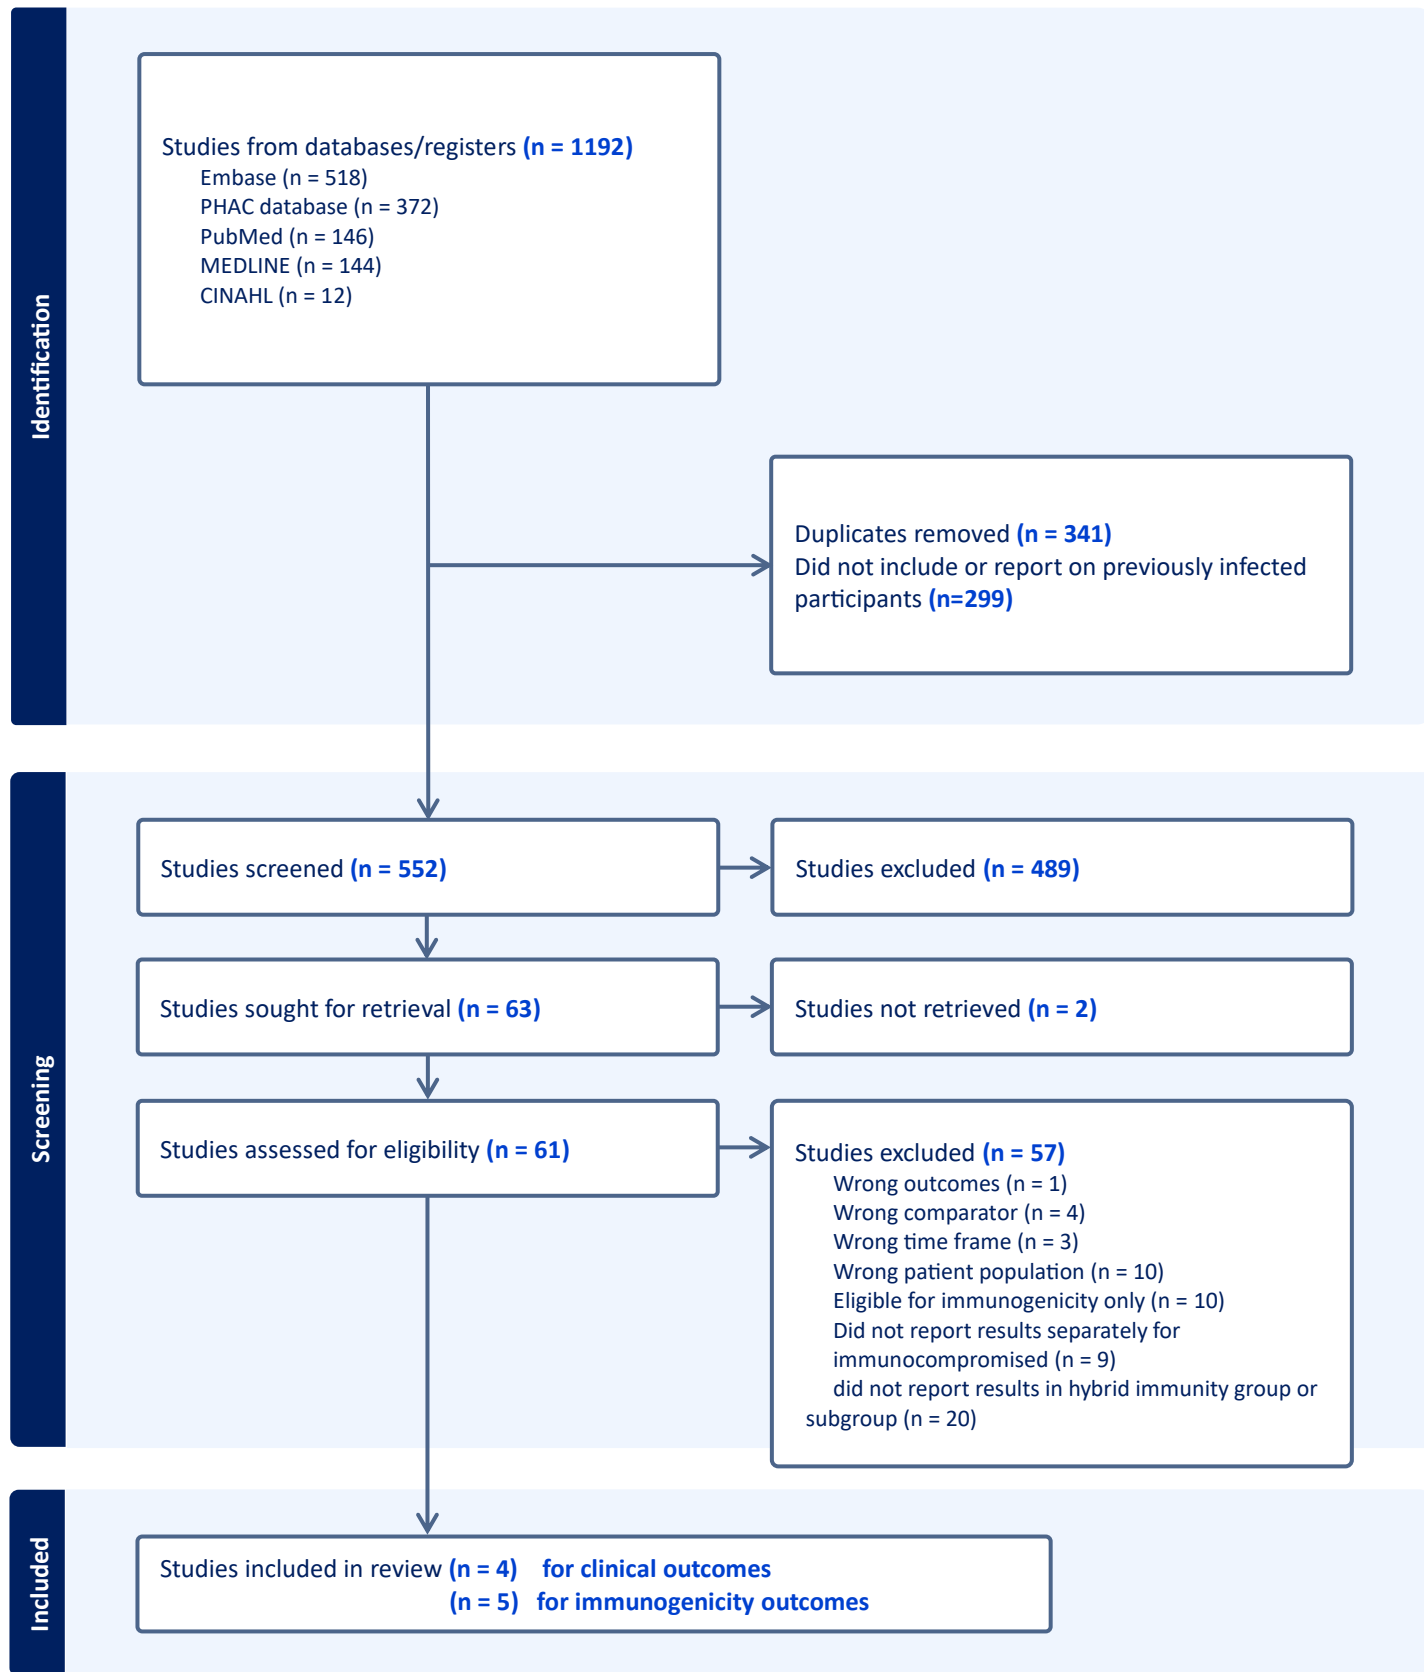 Identification
Studies from databases/registers (n = 1192)
Embase (n = 518)
PHAC database (n = 372)
PubMed (n = 146)
MEDLINE (n = 144)
CINAHL (n = 12)
Duplicates removed (n = 341)
Did not include or report on previously infected
participants (n=299)
Screening
Studies screened (n = 552)
Studies excluded (n = 489)
Studies sought for retrieval (n = 63)
Studies not retrieved (n = 2)
Studies assessed for eligibility (n = 61)
Studies excluded (n = 57)
Wrong outcomes (n = 1)
Wrong comparator (n = 4)
Wrong time frame (n = 3)
Wrong patient population (n = 10)
Eligible for immunogenicity only (n = 10)
Did not report results separately for
immunocompromised (n = 9)
did not report results in hybrid immunity group or
subgroup (n = 20)
Included
Studies included in review (n = 4) for clinical outcomes
(n = 5) for immunogenicity outcomes